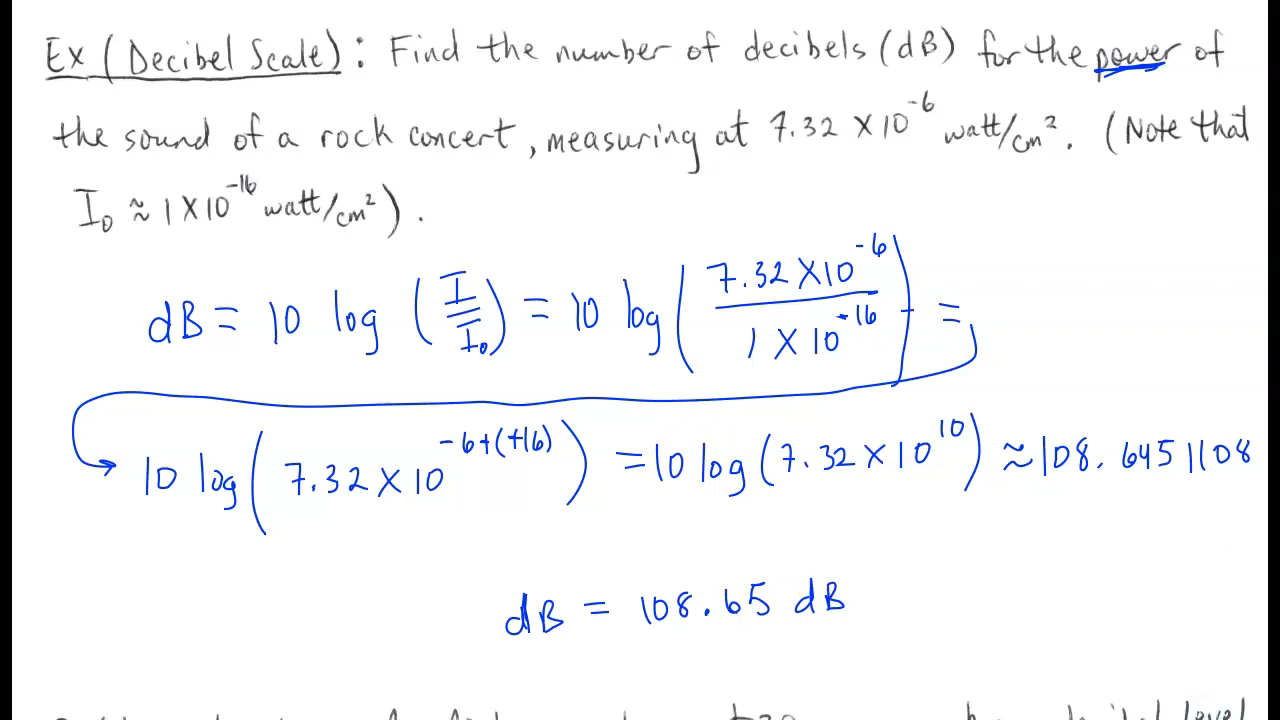 Ex (Decibel Scale): Find the number of decibels (dB) for the power of
the sound of a rock concert, measuring at 7.32 × 10^-6 watt/cm². (Note that
I₀ ≈ 1 × 10^-16 watt/cm²).
dB = 10 log (I/I₀) = 10 log (7.32 × 10^-6 / 1 × 10^-16) =
10 log (7.32 × 10^-6+(+16)) = 10 log (7.32 × 10^10) ≈ 108.6451108
dB = 108.65 dB
level